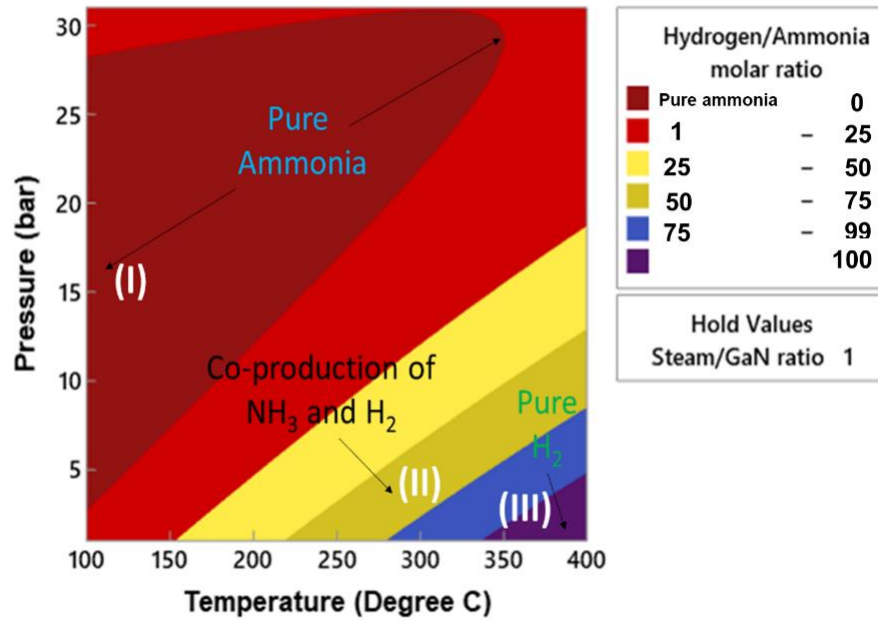 30
25
20
15
10
5
Pressure (bar)
100
150
200
250
300
350
400
Temperature (Degree C)
Pure
Ammonia
(I)
Co-production of
NH₃ and H₂
(II)
Pure
H₂
(III)
Hydrogen/Ammonia
molar ratio
Pure ammonia 0
1 – 25
25 – 50
50 – 75
75 – 99
100
Hold Values
Steam/GaN ratio 1